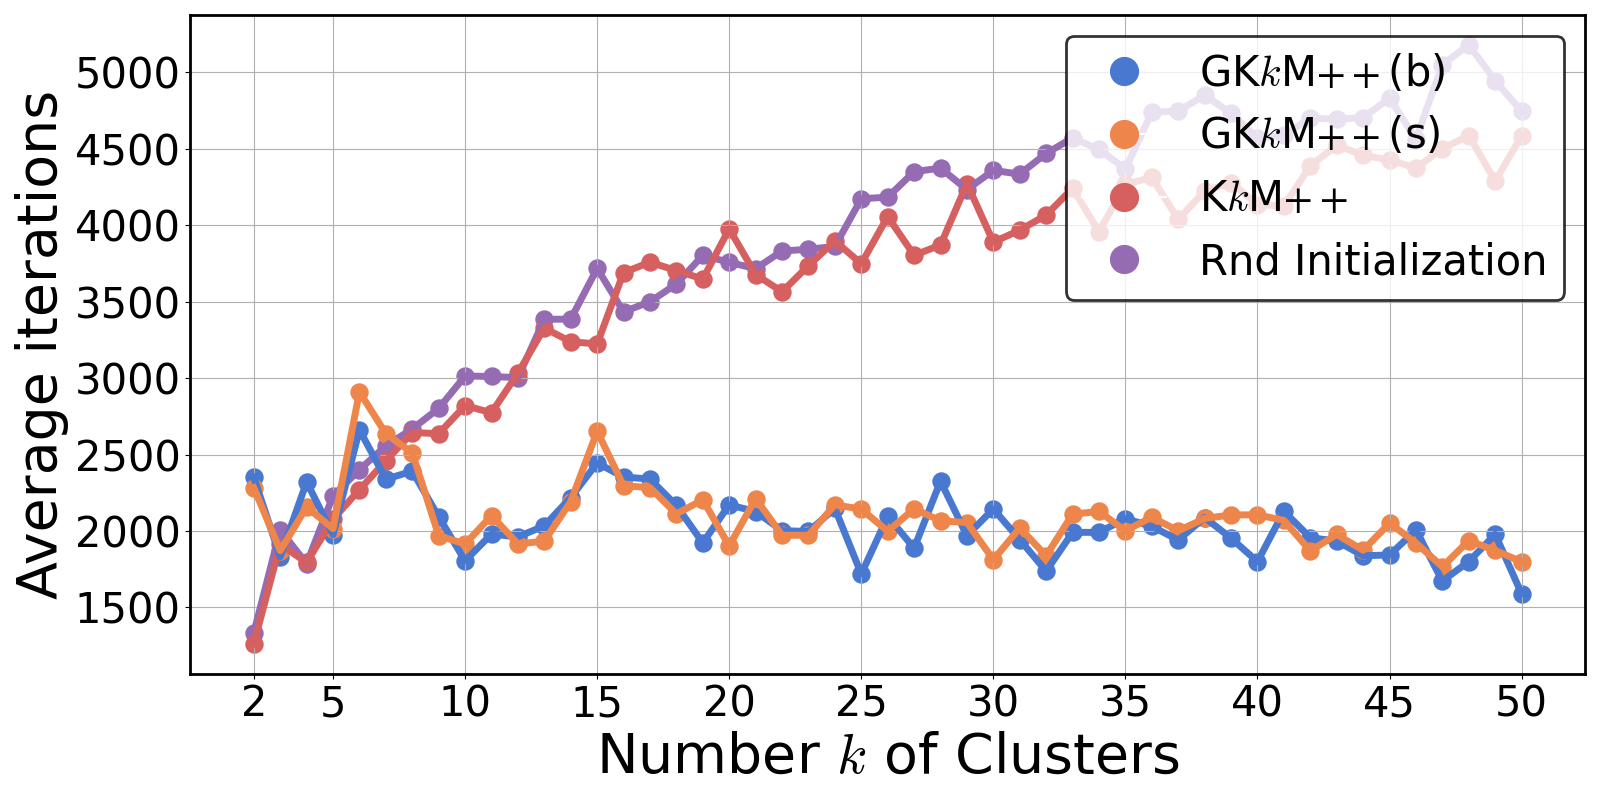 Average iterations
5000
4500
4000
3500
3000
2500
2000
1500
GKkM++(b)
GKkM++(s)
KkM++
Rnd Initialization
2 5 10 15 20 25 30 35 40 45 50
Number k of Clusters